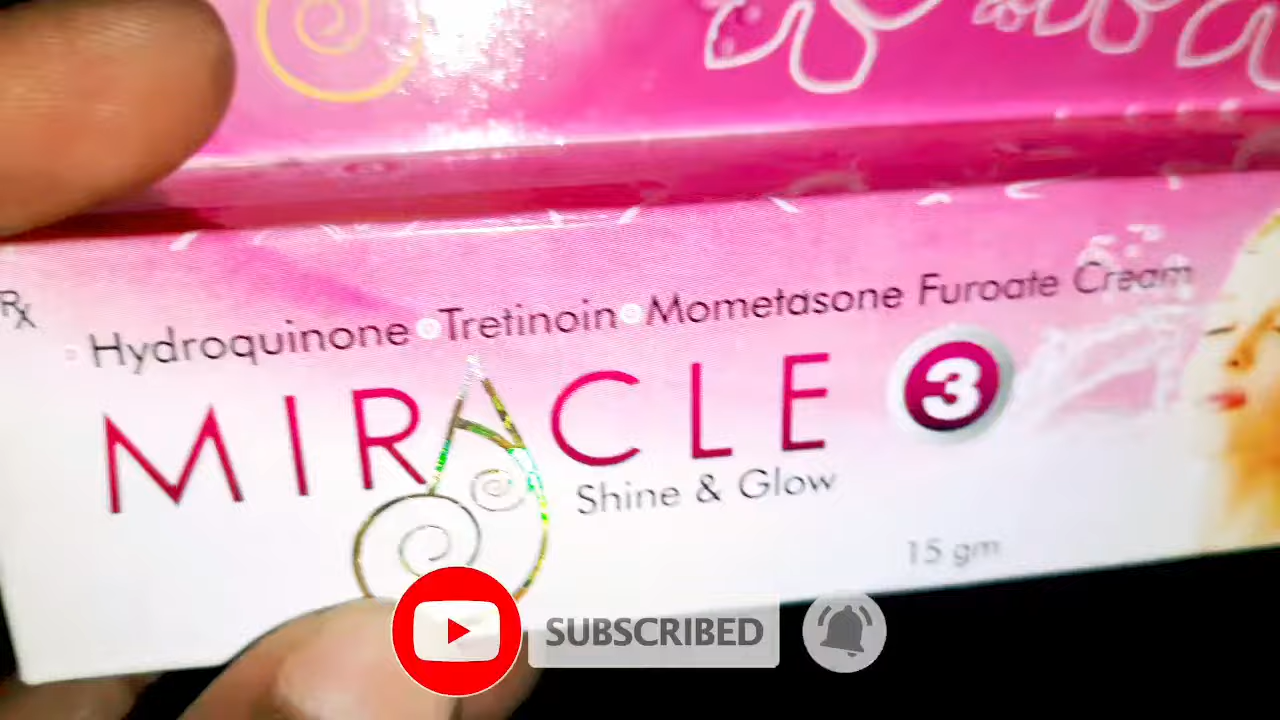 Rx
Hydroquinone Tretinoin Mometasone Furoate Cream
MIRACLE 3
Shine & Glow
15 gm
SUBSCRIBED